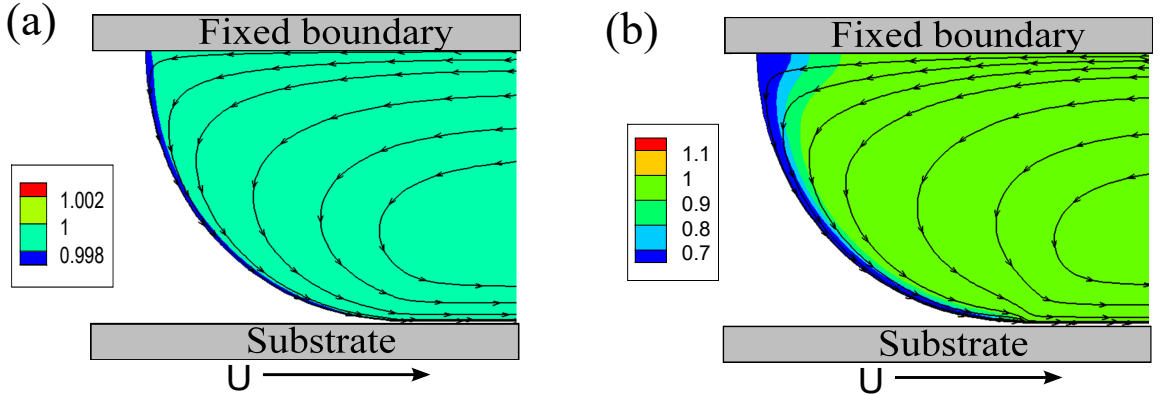 (a)
Fixed boundary
1.002
1
0.998
Substrate
U
(b)
Fixed boundary
1.1
1
0.9
0.8
0.7
Substrate
U